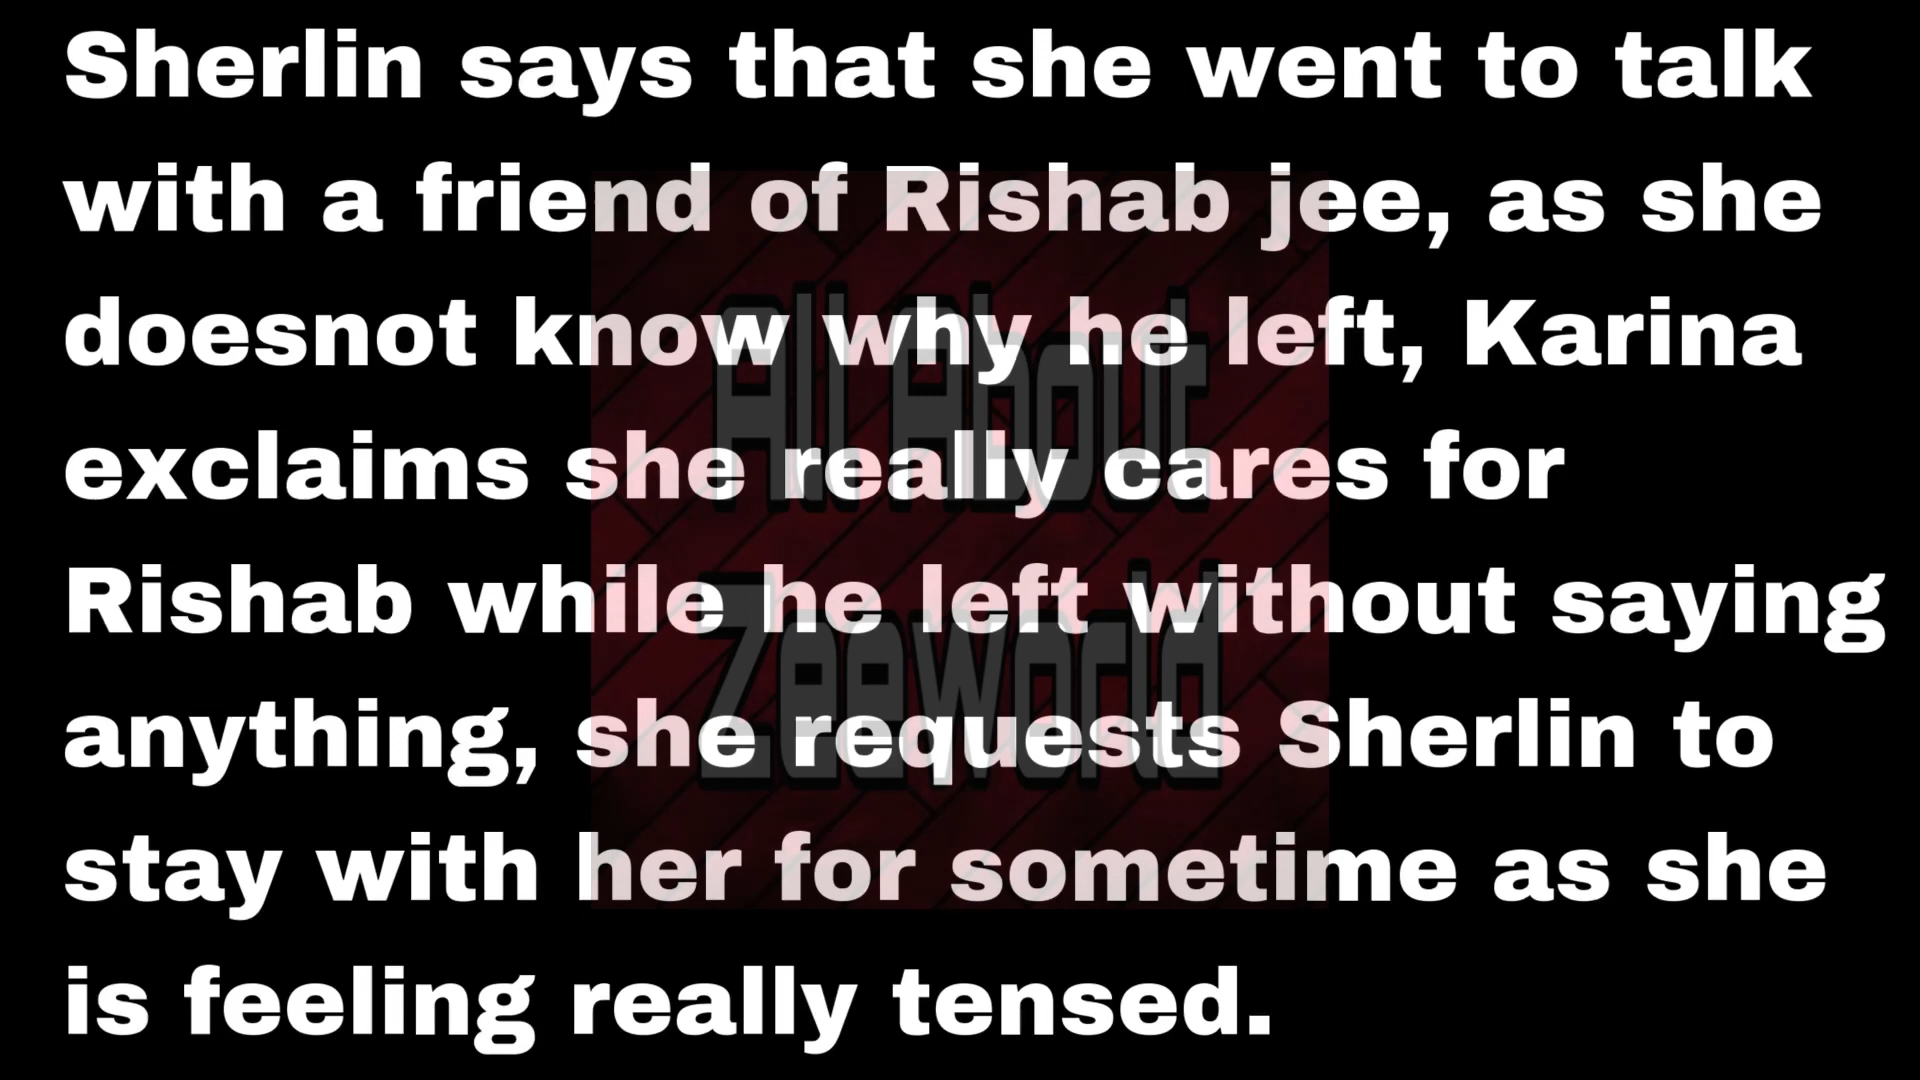 Sherlin says that she went to talk
with a friend of Rishab jee, as she
doesnot know why he left, Karina
exclaims she really cares for
Rishab while he left without saying
anything, she requests Sherlin to
stay with her for sometime as she
is feeling really tensed.
All About
Zeeworld